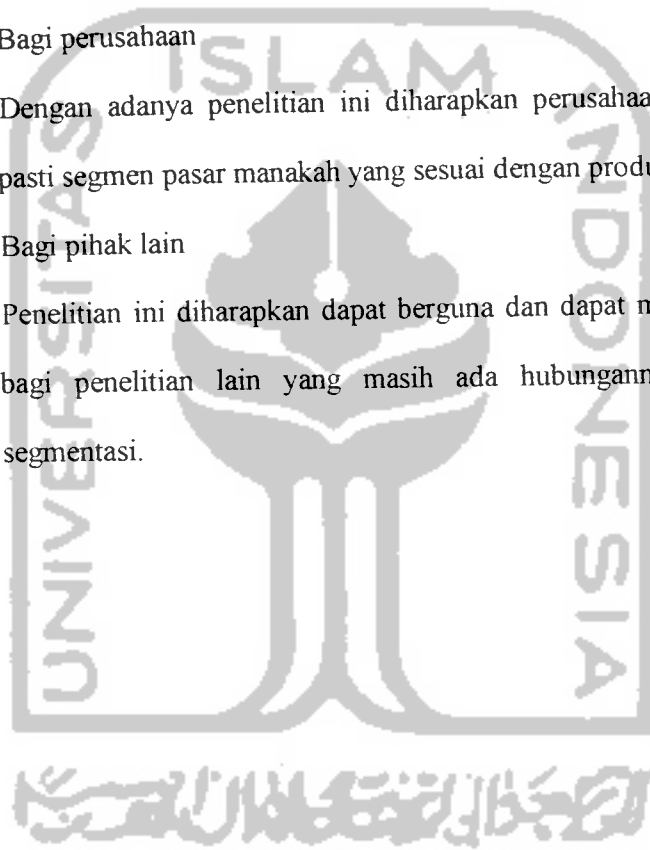 Bagi perusahaan
Dengan adanya penelitian ini diharapkan perusahaa
pasti segmen pasar manakah yang sesuai dengan produ
Bagi pihak lain
Penelitian ini diharapkan dapat berguna dan dapat m
bagi penelitian lain yang masih ada hubungann
segmentasi.
ISLAM
UNIVERSITAS
INDONESIA